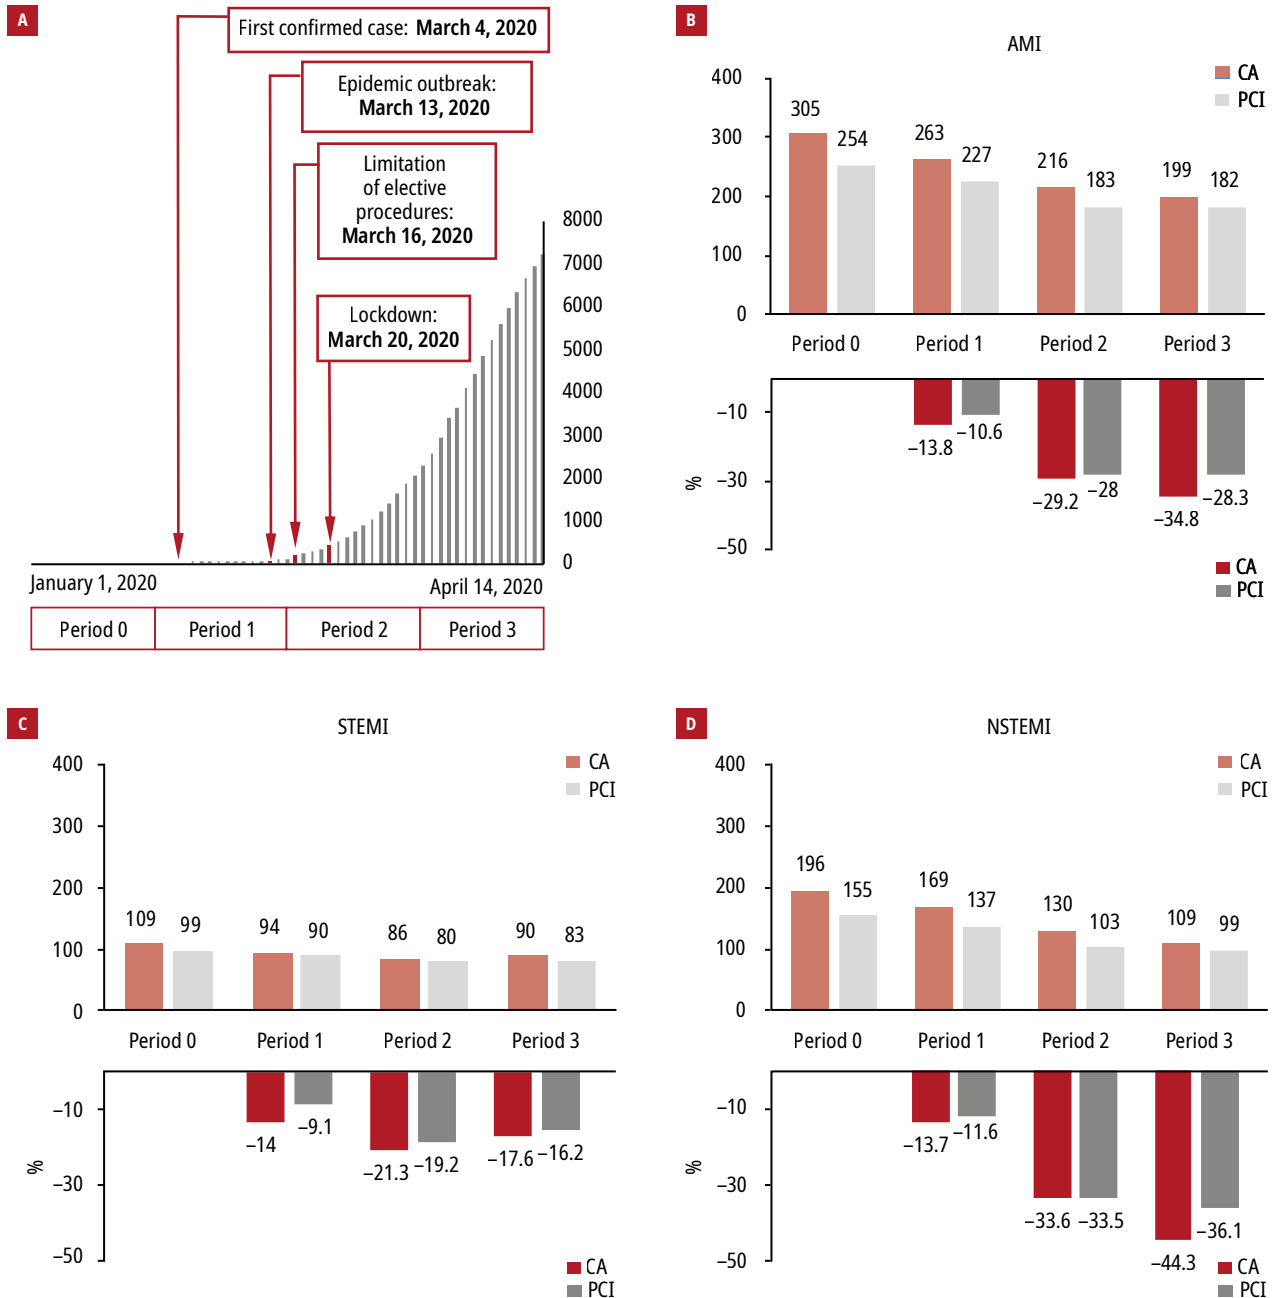 A
First confirmed case: March 4, 2020
Epidemic outbreak:
March 13, 2020
Limitation
of elective
procedures:
March 16, 2020
Lockdown:
March 20, 2020
8000
7000
6000
5000
4000
3000
2000
1000
0
January 1, 2020
April 14, 2020
Period 0
Period 1
Period 2
Period 3
B
AMI
CA
PCI
400
300
200
100
0
305
254
263
227
216
183
199
182
Period 0
Period 1
Period 2
Period 3
–10
–30
–50
%
–13.8
–10.6
–29.2
–28
–34.8
–28.3
CA
PCI
C
STEMI
CA
PCI
400
300
200
100
0
109
99
94
90
86
80
90
83
Period 0
Period 1
Period 2
Period 3
–10
–30
–50
%
–14
–9.1
–21.3
–19.2
–17.6
–16.2
CA
PCI
D
NSTEMI
CA
PCI
400
300
200
100
0
196
155
169
137
130
103
109
99
Period 0
Period 1
Period 2
Period 3
–10
–30
–50
%
–13.7
–11.6
–33.6
–33.5
–44.3
–36.1
CA
PCI